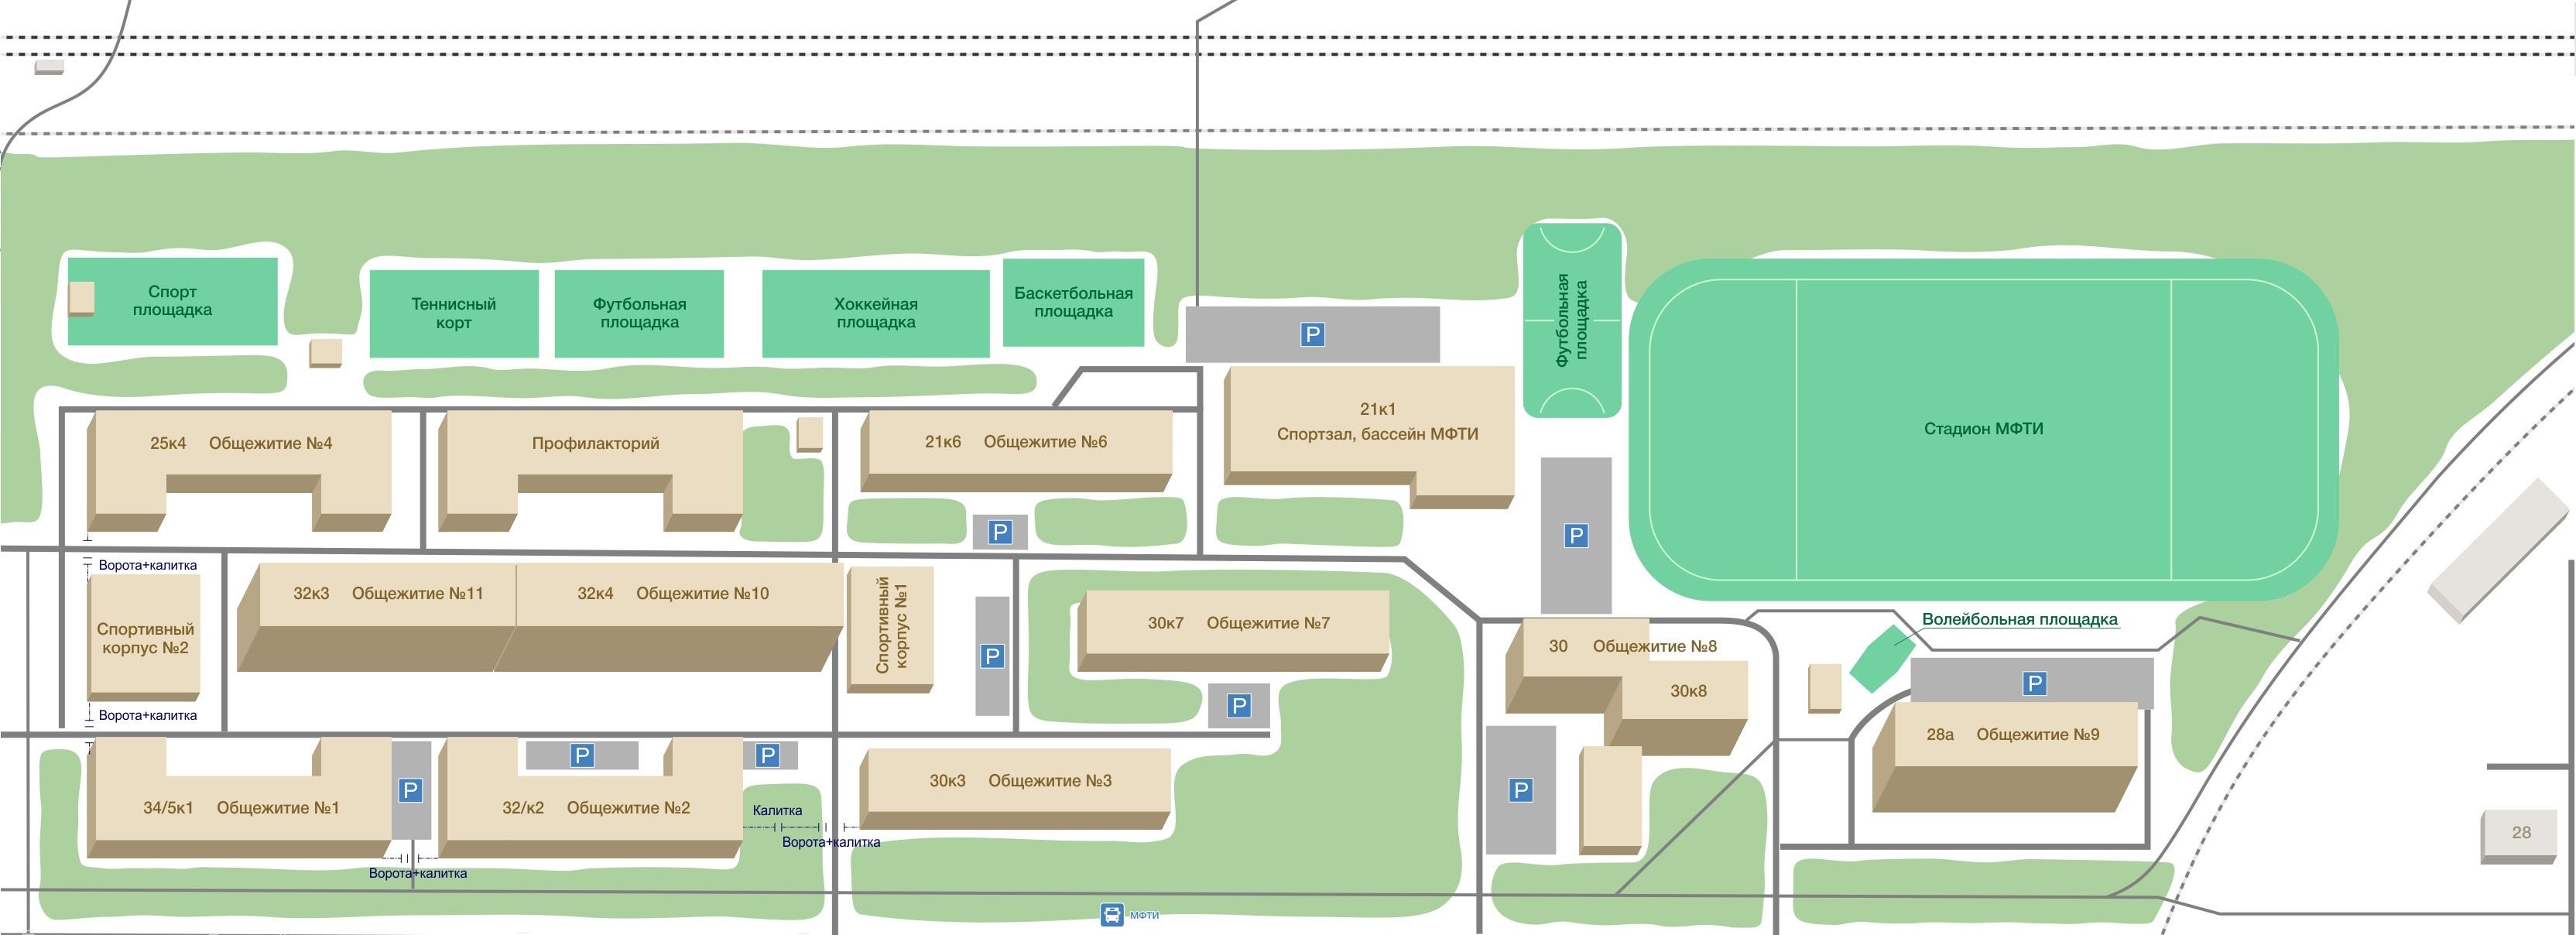 Спорт
площадка
Теннисный
корт
Футбольная
площадка
Хоккейная
площадка
Баскетбольная
площадка
P
Футбольная
площадка
Стадион МФТИ
25к4 Общежитие №4
Профилакторий
21к6 Общежитие №6
21к1
Спортзал, бассейн МФТИ
P
P
Ворота+калитка
32к3 Общежитие №11
32к4 Общежитие №10
Спортивный
корпус №1
Спортивный
корпус №2
P
30к7 Общежитие №7
P
30 Общежитие №8
30к8
Волейбольная площадка
P
28а Общежитие №9
Ворота+калитка
P
P
P
P
34/5к1 Общежитие №1
32/к2 Общежитие №2
Калитка
Ворота+калитка
30к3 Общежитие №3
Ворота+калитка
28
МФТИ